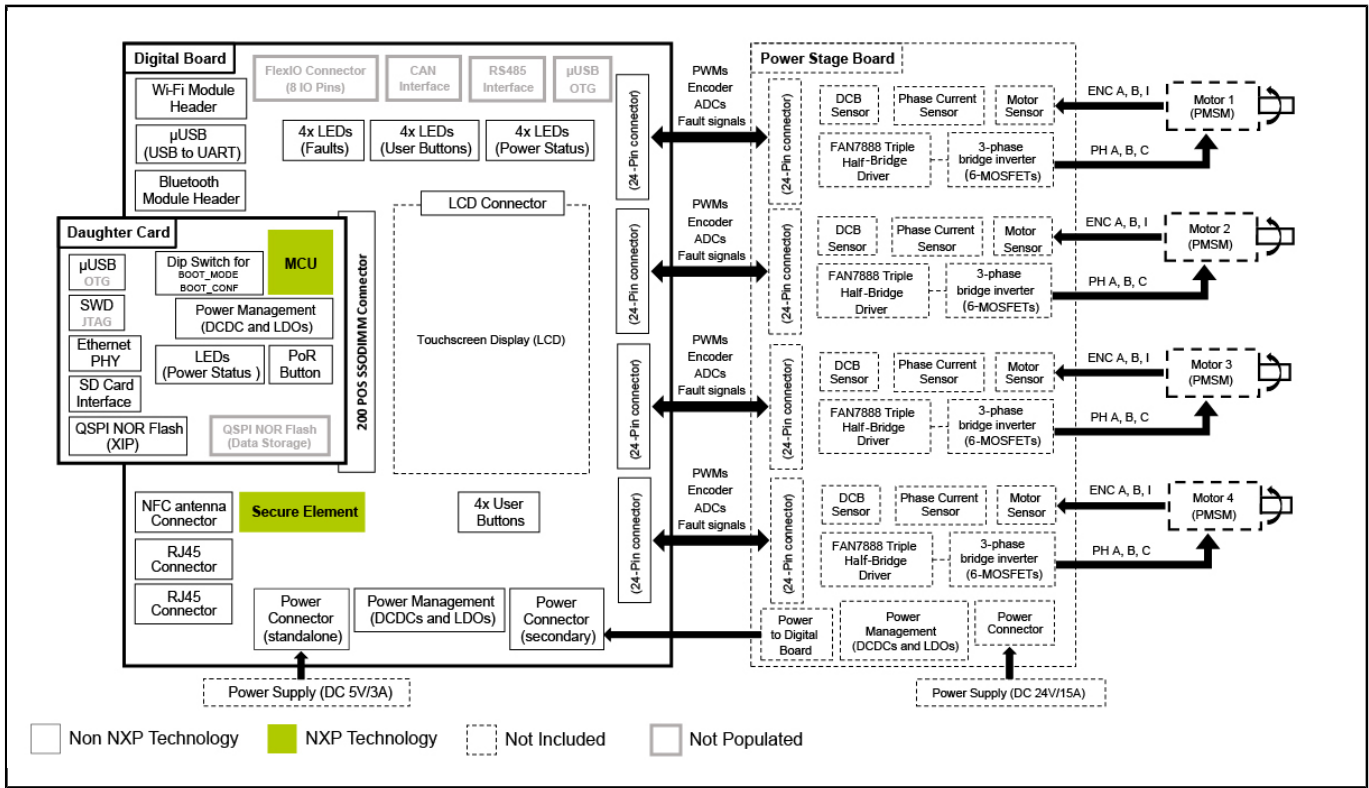 Digital Board
Wi-Fi Module
Header
µUSB
(USB to UART)
Bluetooth
Module Header
FlexIO Connector
(8 IO Pins)
CAN
Interface
RS485
Interface
µUSB
OTG
4x LEDs
(Faults)
4x LEDs
(User Buttons)
4x LEDs
(Power Status)
LCD Connector
Touchscreen Display (LCD)
200 POS SSODIMM Connector
Daughter Card
µUSB
OTG
SWD
JTAG
Ethernet
PHY
SD Card
Interface
QSPI NOR Flash
(XIP)
Dip Switch for
BOOT_MODE
BOOT_CONF
MCU
Power Management
(DCDC and LDOs)
LEDs
(Power Status )
PoR
Button
QSPI NOR Flash
(Data Storage)
NFC antenna
Connector
Secure Element
4x User
Buttons
RJ45
Connector
RJ45
Connector
Power
Connector
(standalone)
Power Management
(DCDCs and LDOs)
Power
Connector
(secondary)
Power Supply (DC 5V/3A)
(24-Pin connector)
(24-Pin connector)
(24-Pin connector)
(24-Pin connector)
PWMs
Encoder
ADCs
Fault signals
PWMs
Encoder
ADCs
Fault signals
PWMs
Encoder
ADCs
Fault signals
PWMs
Encoder
ADCs
Fault signals
Power Stage Board
(24-Pin connector)
DCB
Sensor
Phase Current
Sensor
Motor
Sensor
FAN7888 Triple
Half-Bridge
Driver
3-phase
bridge inverter
(6-MOSFETs)
ENC A, B, I
PH A, B, C
Motor 1
(PMSM)
(24-Pin connector)
DCB
Sensor
Phase Current
Sensor
Motor
Sensor
FAN7888 Triple
Half-Bridge
Driver
3-phase
bridge inverter
(6-MOSFETs)
ENC A, B, I
PH A, B, C
Motor 2
(PMSM)
(24-Pin connector)
DCB
Sensor
Phase Current
Sensor
Motor
Sensor
FAN7888 Triple
Half-Bridge
Driver
3-phase
bridge inverter
(6-MOSFETs)
ENC A, B, I
PH A, B, C
Motor 3
(PMSM)
(24-Pin connector)
DCB
Sensor
Phase Current
Sensor
Motor
Sensor
FAN7888 Triple
Half-Bridge
Driver
3-phase
bridge inverter
(6-MOSFETs)
ENC A, B, I
PH A, B, C
Motor 4
(PMSM)
Power
to Digital
Board
Power
Management
(DCDCs and LDOs)
Power
Connector
Power Supply (DC 24V/15A)
Non NXP Technology
NXP Technology
Not Included
Not Populated